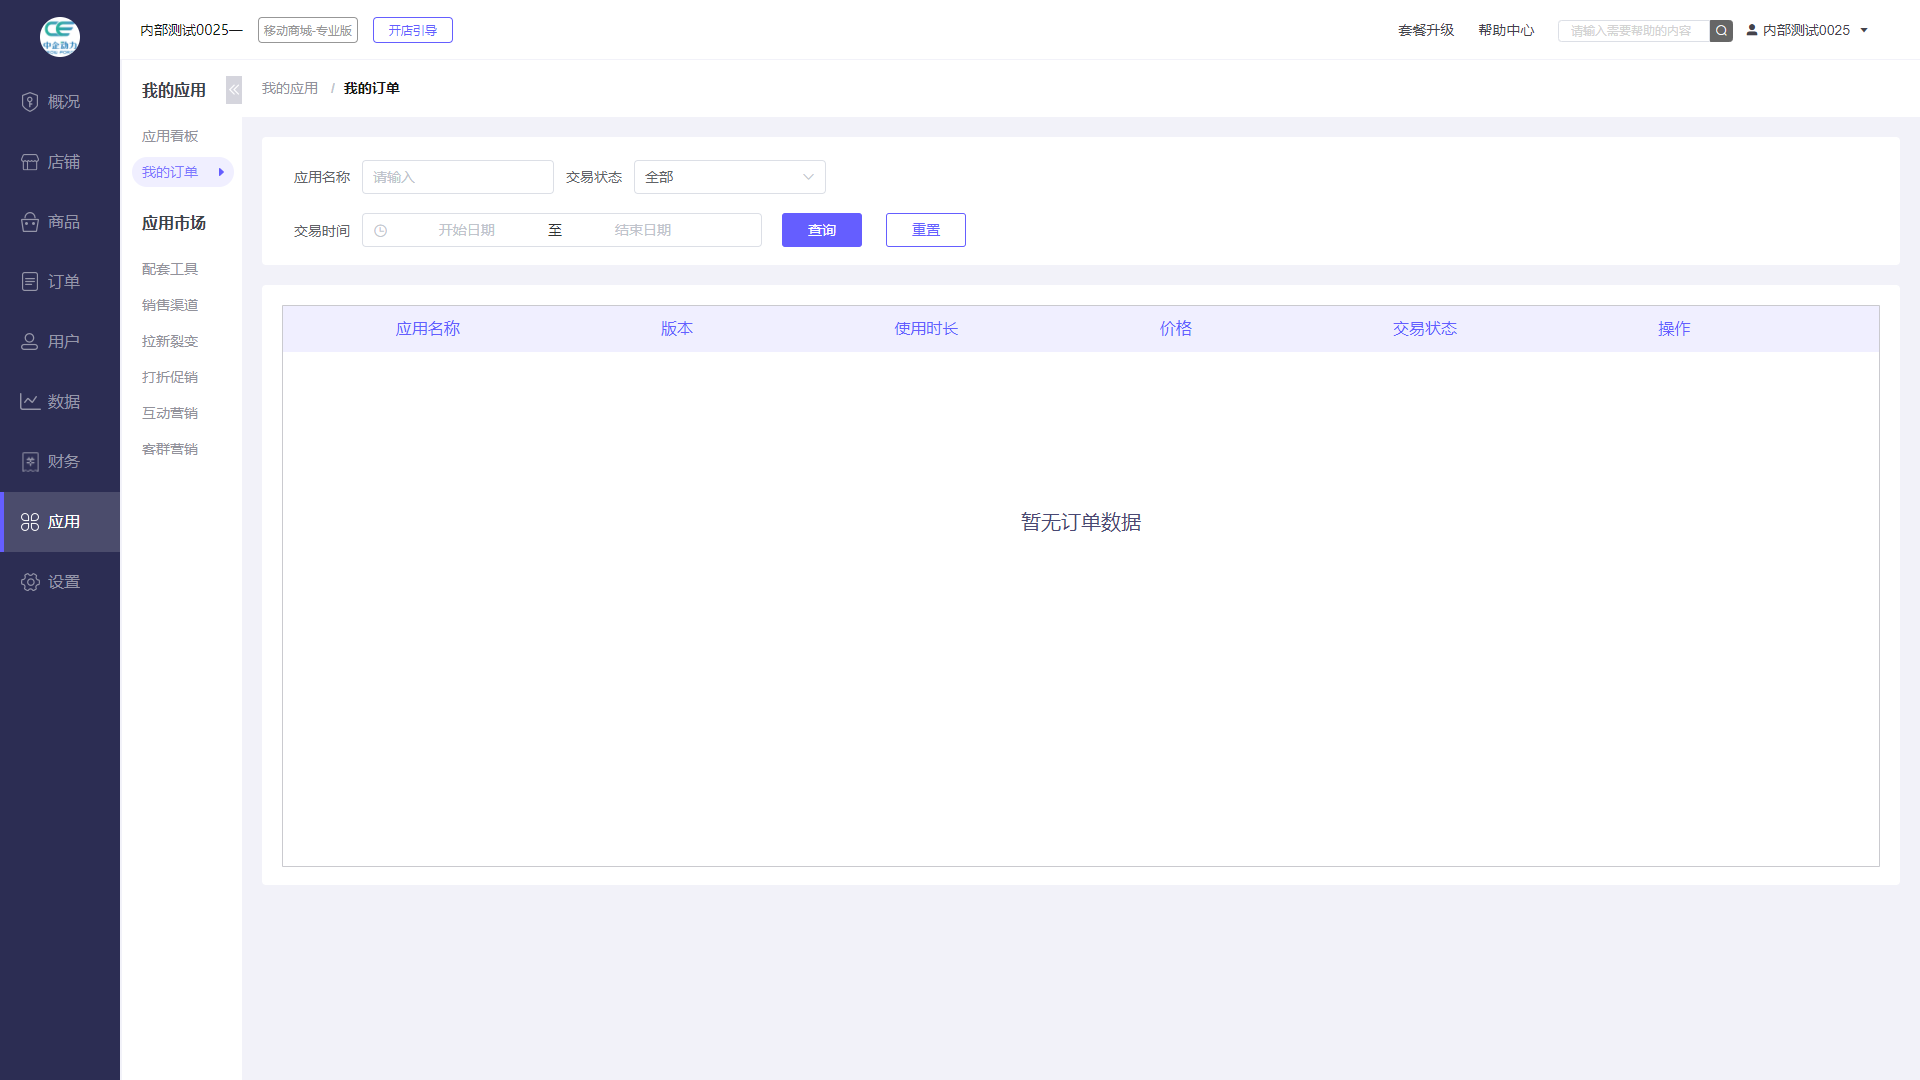 中企动力
内部测试0025—
移动商城-专业版
开店引导
套餐升级
帮助中心
请输入需要帮助的内容
内部测试0025
概况
店铺
商品
订单
用户
数据
财务
应用
设置
我的应用
应用看板
我的订单
应用市场
配套工具
销售渠道
拉新裂变
打折促销
互动营销
客群营销
我的应用 / 我的订单
应用名称 请输入 交易状态 全部
交易时间 开始日期 至 结束日期 查询 重置
应用名称 版本 使用时长 价格 交易状态 操作
暂无订单数据